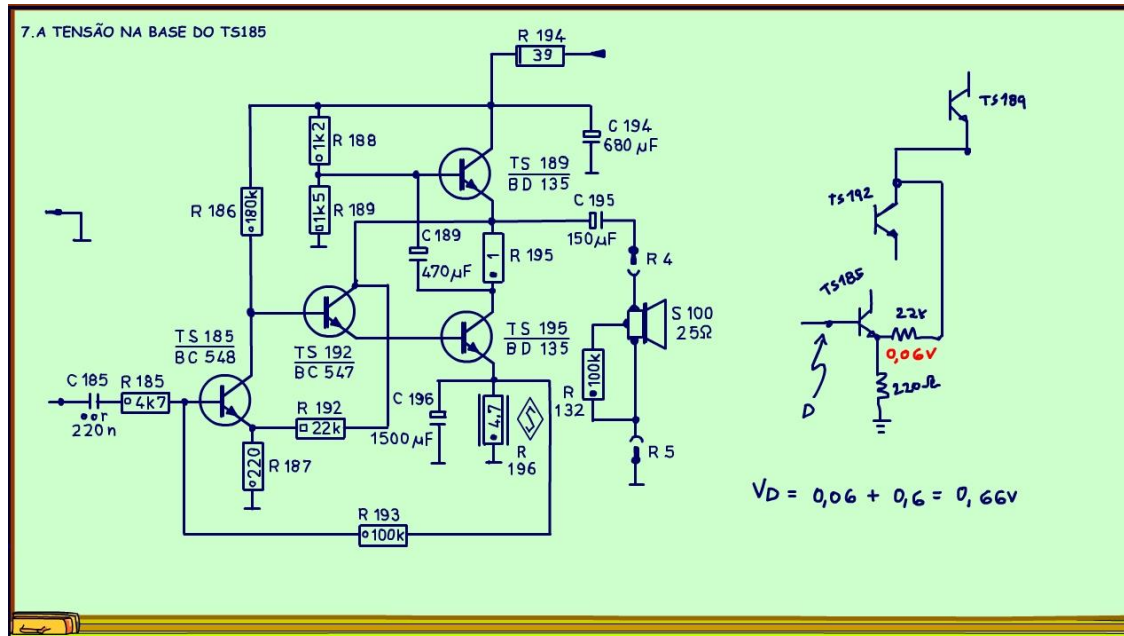 7.A TENSÃO NA BASE DO TS185
R 194
39
1k2
R 188
C 194
680 µF
TS 189
BD 135
R 186
180k
1k5
R 189
C 189
470 µF
C 195
150µF
1
R 195
R 4
TS 185
BC 548
TS 192
BC 547
TS 195
BD 135
S 100
25Ω
C 185
220 n
R 185
4k7
R 192
22k
C 196
1500 µF
4,7
R
196
100k
R
132
220
R 187
R 5
R 193
100k
TS189
TS192
TS185
22k
0,06V
220Ω
D
VD = 0,06 + 0,6 = 0,66V